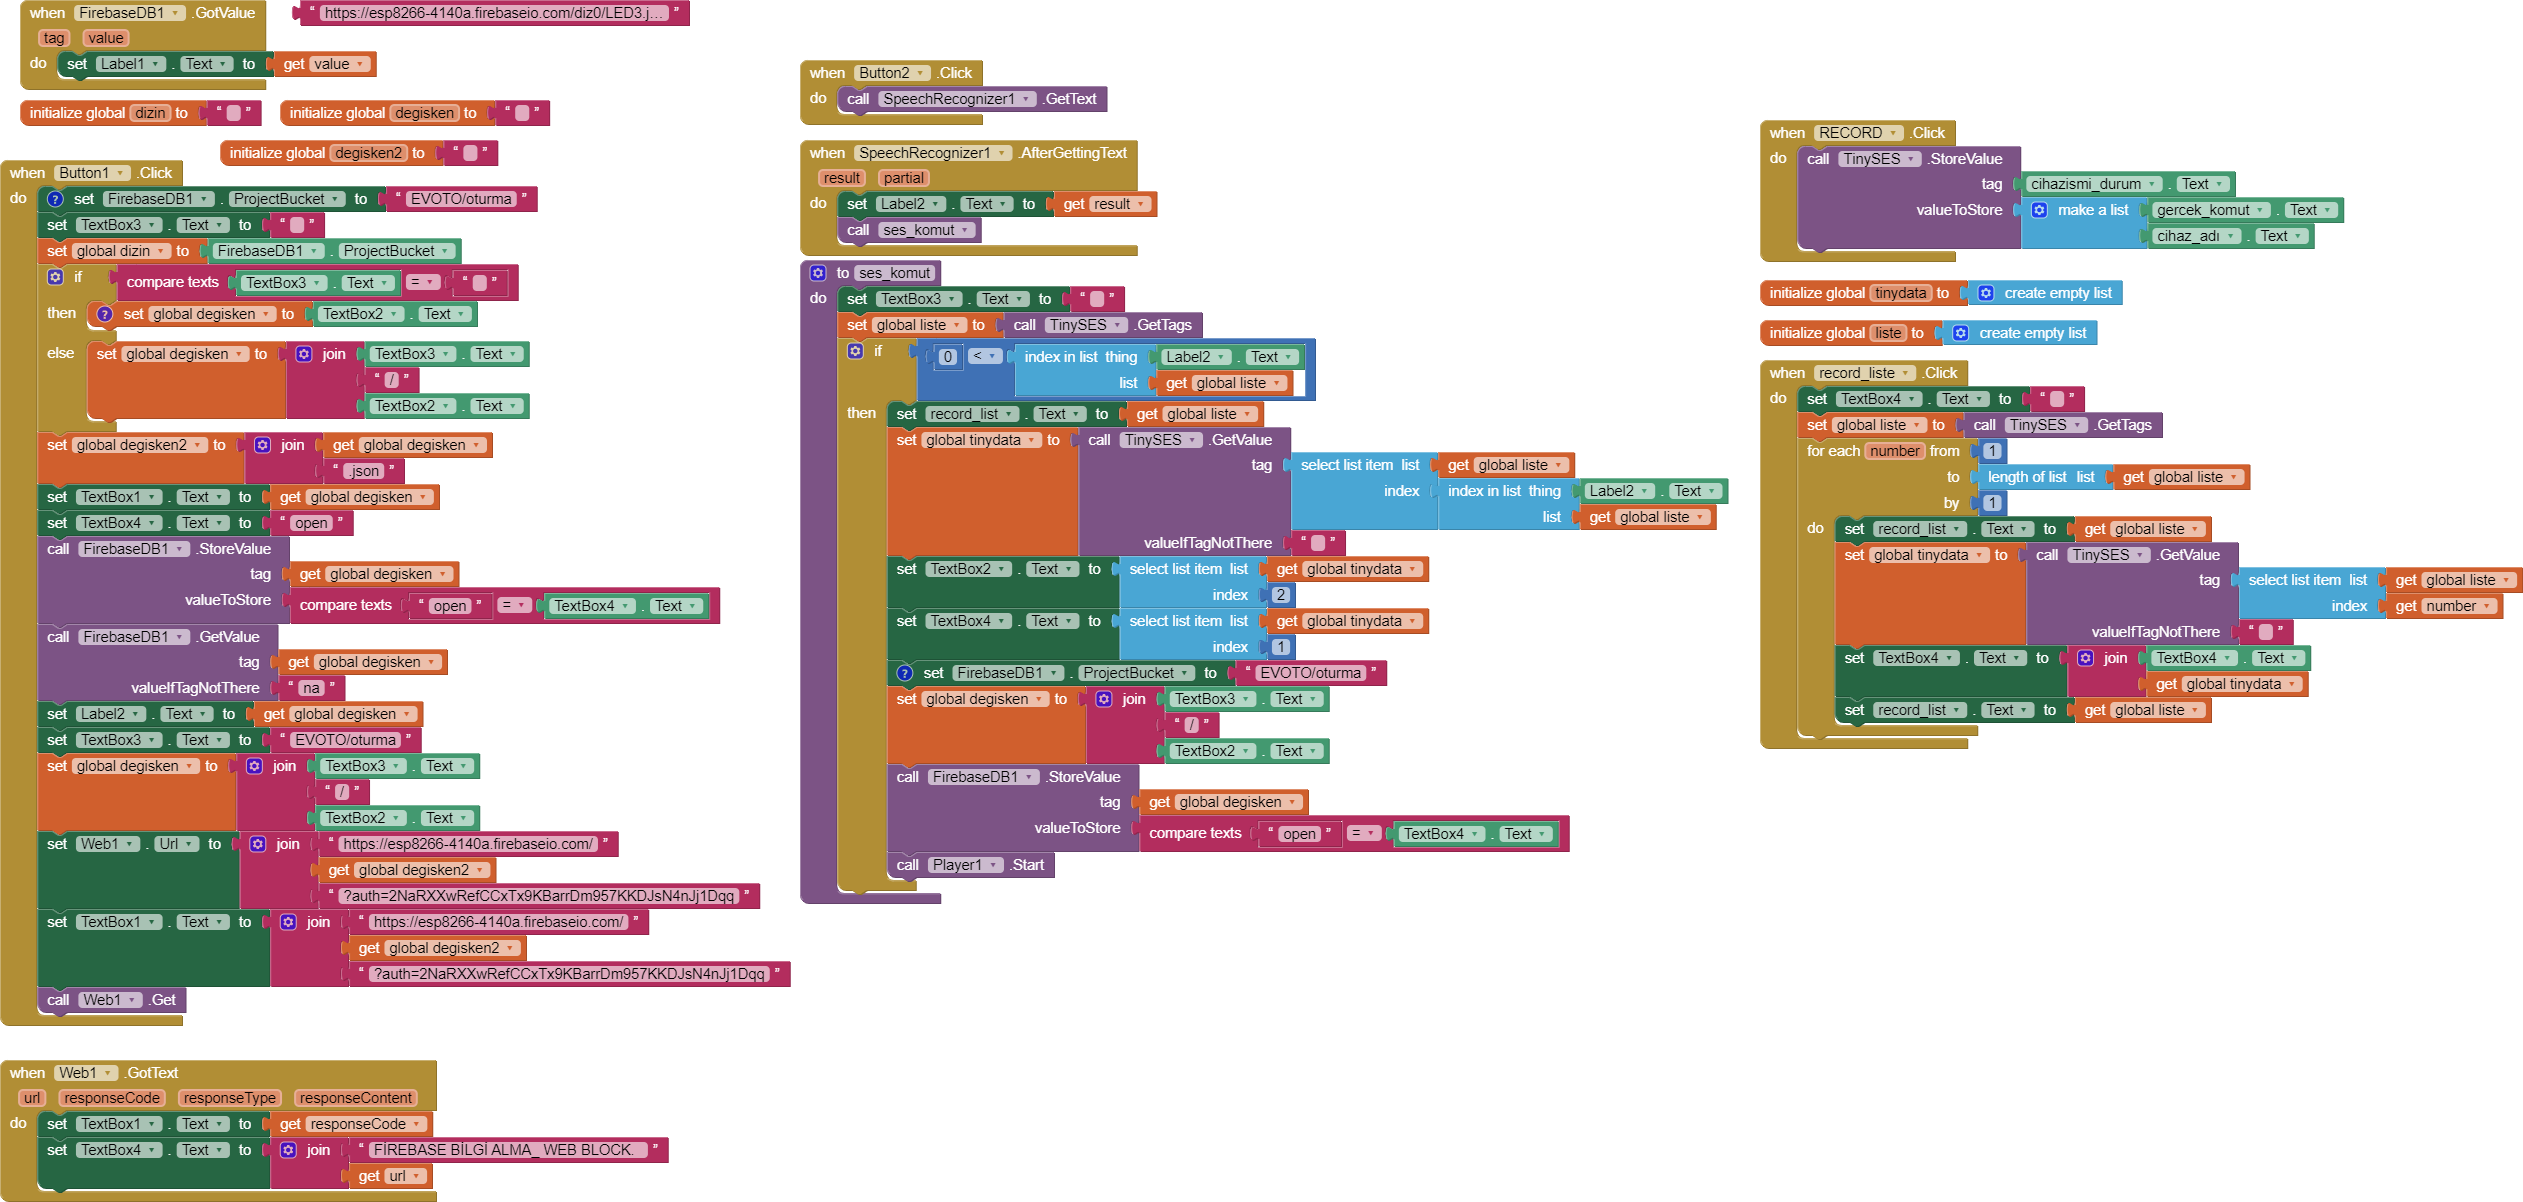 when FirebaseDB1 .GotValue
tag value
do set Label1 . Text to get value
" https://esp8266-4140a.firebaseio.com/diz0/LED3.j... "
initialize global dizin to " "
initialize global degisken to " "
initialize global degisken2 to " "
when Button1 .Click
do ? set FirebaseDB1 . ProjectBucket to " EVOTO/oturma "
set TextBox3 . Text to " "
set global dizin to FirebaseDB1 . ProjectBucket
if compare texts TextBox3 . Text = " "
then ? set global degisken to TextBox2 . Text
else set global degisken to join TextBox3 . Text
" / "
TextBox2 . Text
set global degisken2 to join get global degisken
" .json "
set TextBox1 . Text to get global degisken
set TextBox4 . Text to " open "
call FirebaseDB1 .StoreValue
tag get global degisken
valueToStore compare texts " open " = TextBox4 . Text
call FirebaseDB1 .GetValue
tag get global degisken
valueIfTagNotThere " na "
set Label2 . Text to get global degisken
set TextBox3 . Text to " EVOTO/oturma "
set global degisken to join TextBox3 . Text
" / "
TextBox2 . Text
set Web1 . Url to join " https://esp8266-4140a.firebaseio.com/ "
get global degisken2
" ?auth=2NaRXXwRefCCxTx9KBarrDm957KKDJsN4nJj1Dqq "
set TextBox1 . Text to join " https://esp8266-4140a.firebaseio.com/ "
get global degisken2
" ?auth=2NaRXXwRefCCxTx9KBarrDm957KKDJsN4nJj1Dqq "
call Web1 .Get
when Web1 .GotText
url responseCode responseType responseContent
do set TextBox1 . Text to get responseCode
set TextBox4 . Text to join " FİREBASE BİLGİ ALMA_ WEB BLOCK. "
get url
when Button2 .Click
do call SpeechRecognizer1 .GetText
when SpeechRecognizer1 .AfterGettingText
result partial
do set Label2 . Text to get result
call ses_komut
to ses_komut
do set TextBox3 . Text to " "
set global liste to call TinySES .GetTags
if 0 < index in list thing Label2 . Text
list get global liste
then set record_list . Text to get global liste
set global tinydata to call TinySES .GetValue
tag select list item list get global liste
index index in list thing Label2 . Text
list get global liste
valueIfTagNotThere " "
set TextBox2 . Text to select list item list get global tinydata
index 2
set TextBox4 . Text to select list item list get global tinydata
index 1
? set FirebaseDB1 . ProjectBucket to " EVOTO/oturma "
set global degisken to join TextBox3 . Text
" / "
TextBox2 . Text
call FirebaseDB1 .StoreValue
tag get global degisken
valueToStore compare texts " open " = TextBox4 . Text
call Player1 .Start
when RECORD .Click
do call TinySES .StoreValue
tag cihazismi_durum . Text
valueToStore make a list gercek_komut . Text
cihaz_adı . Text
initialize global tinydata to create empty list
initialize global liste to create empty list
when record_liste .Click
do set TextBox4 . Text to " "
set global liste to call TinySES .GetTags
for each number from 1
to length of list list get global liste
by 1
do set record_list . Text to get global liste
set global tinydata to call TinySES .GetValue
tag select list item list get global liste
index get number
valueIfTagNotThere " "
set TextBox4 . Text to join TextBox4 . Text
get global tinydata
set record_list . Text to get global liste